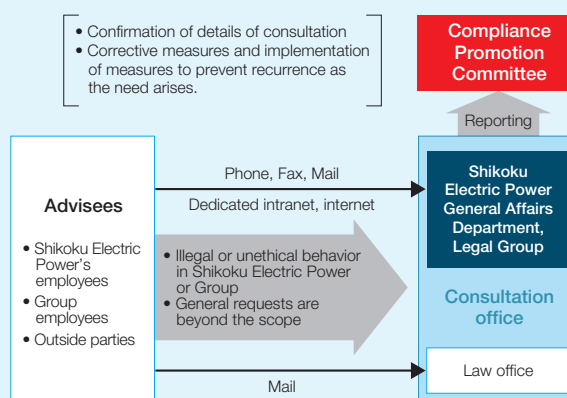 • Confirmation of details of consultation
• Corrective measures and implementation
of measures to prevent recurrence as
the need arises.
Compliance
Promotion
Committee
Reporting
Advisees
• Shikoku Electric
Power's
employees
• Group
employees
• Outside parties
Phone, Fax, Mail
Dedicated intranet, internet
• Illegal or unethical behavior
in Shikoku Electric Power
or Group
• General requests are
beyond the scope
Mail
Shikoku
Electric Power
General Affairs
Department,
Legal Group
Consultation
office
Law office